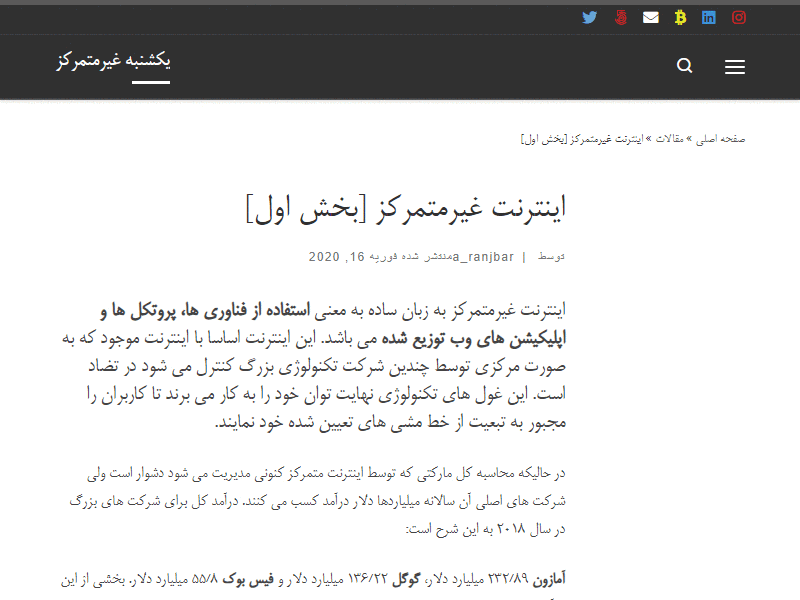 یکشنبه غیرمتمرکز
صفحه اصلی » مقالات » اینترنت غیرمتمرکز [بخش اول]
اینترنت غیرمتمرکز [بخش اول]
توسط | a_ranjbarمنتشر شده فوریه 16, 2020
اینترنت غیرمتمرکز به زبان ساده به معنی استفاده از فناوری ها، پروتکل ها و
اپلیکیشن های وب توزیع شده می باشد. این اینترنت اساسا با اینترنت موجود که به
صورت مرکزی توسط چندین شرکت تکنولوژی بزرگ کنترل می شود در تضاد
است. این غول های تکنولوژی نهایت توان خود را به کار می برند تا کاربران را
مجبور به تبعیت از خط مشی های تعیین شده خود نمایند.
در حالیکه محاسبه کل مارکتی که توسط اینترنت متمرکز کنونی مدیریت می شود دشوار است ولی
شرکت های اصلی آن سالانه میلیاردها دلار درآمد کسب می کنند. درآمد کل برای شرکت های بزرگ
در سال ۲۰۱۸ به این شرح است:
آمازون ۲۳۲/۸۹ میلیارد دلار، گوگل ۱۳۶/۲۲ میلیارد دلار و فیس بوک ۵۵/۸ میلیارد دلار. بخشی از این